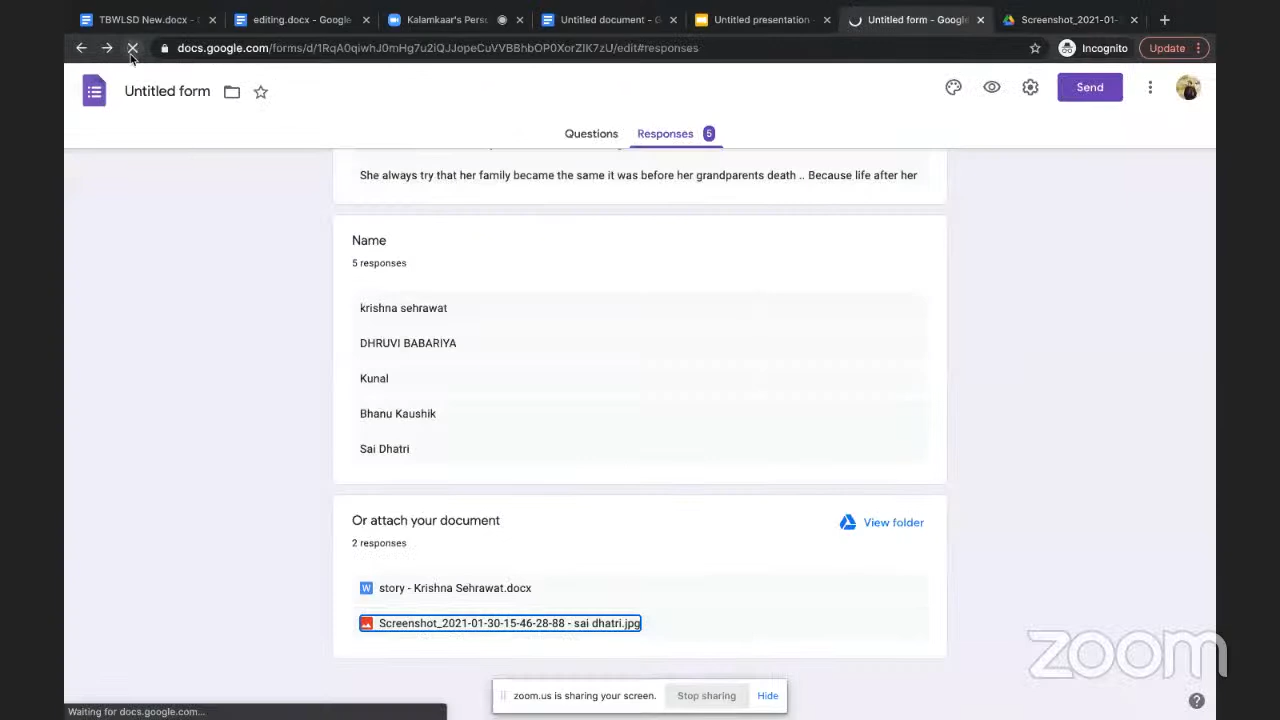 TBWLSD New.docx - 
editing.docx - Google
Kalamkaar's Perso
Untitled document - G
Untitled presentation -
Untitled form - Google
Screenshot_2021-01-
docs.google.com/forms/d/1RqA0qiwhJ0mHg7u2iQJJopeCuVVBBhbOP0XorZIK7zU/edit#responses
Incognito
Update
Untitled form
Send
Questions
Responses 5
She always try that her family became the same it was before her grandparents death .. Because life after her
Name
5 responses
krishna sehrawat
DHRUVI BABARIYA
Kunal
Bhanu Kaushik
Sai Dhatri
Or attach your document
View folder
2 responses
W story - Krishna Sehrawat.docx
Screenshot_2021-01-30-15-46-28-88 - sai dhatri.jpg
zoom
zoom.us is sharing your screen. Stop sharing Hide
Waiting for docs.google.com...